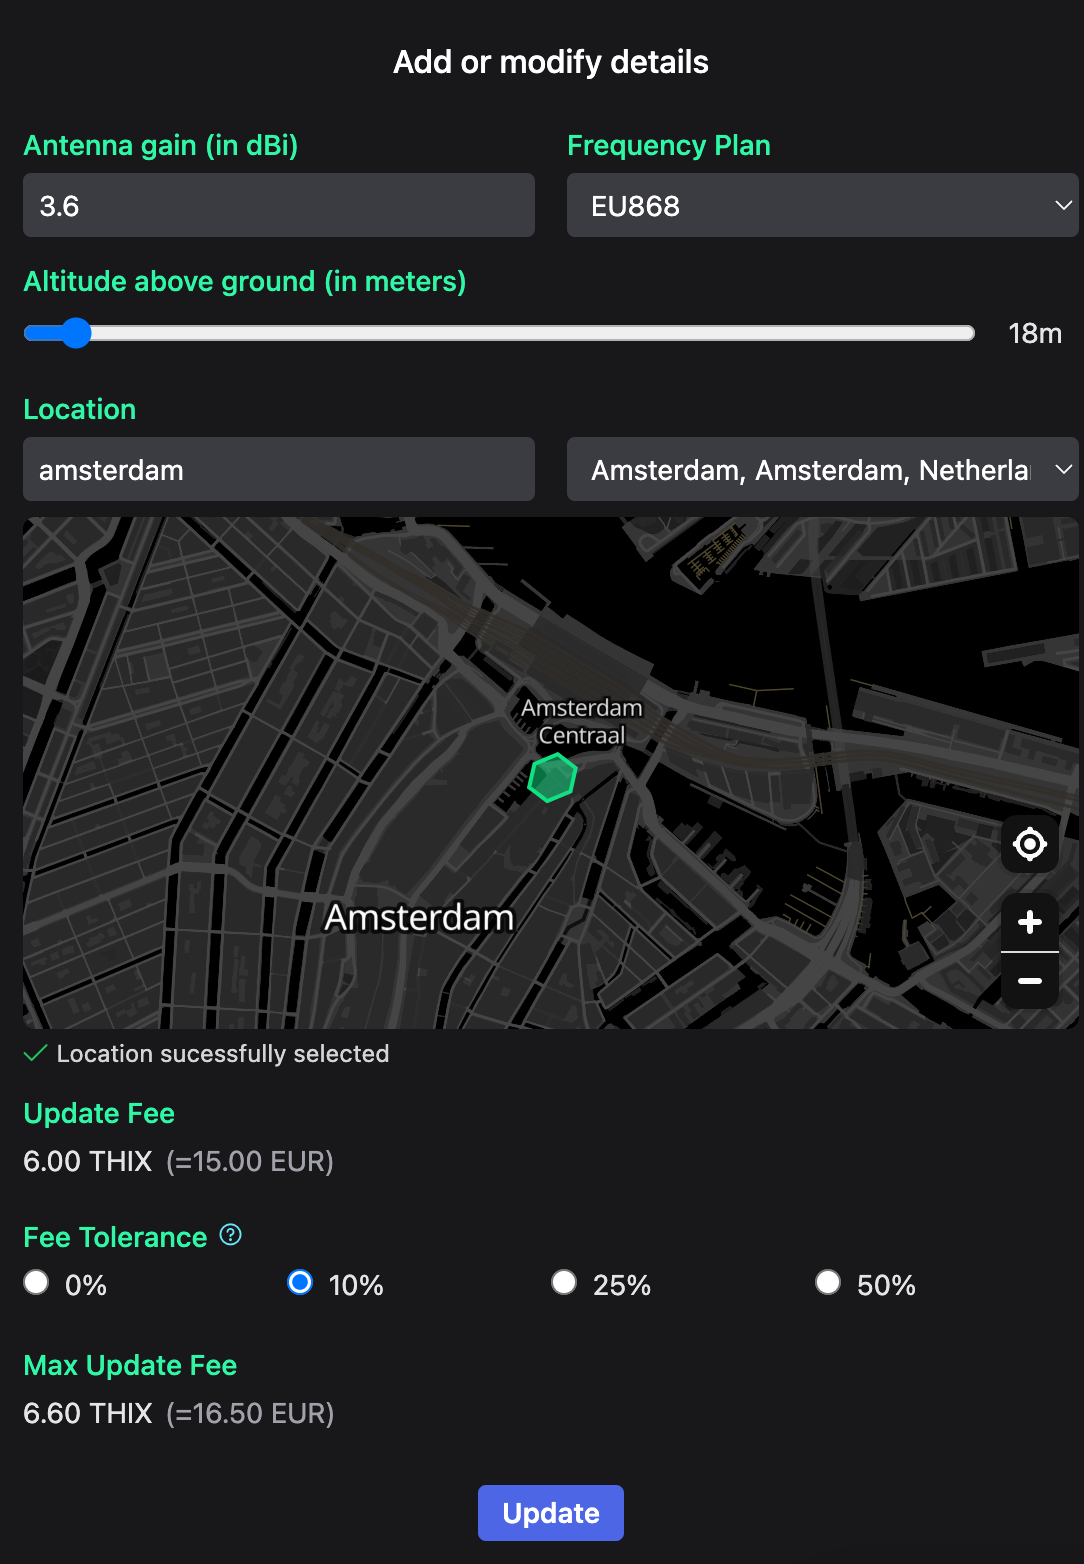 Add or modify details
Antenna gain (in dBi)
Frequency Plan
3.6
EU868
Altitude above ground (in meters)
18m
Location
amsterdam
Amsterdam, Amsterdam, Netherla
Amsterdam
Centraal
Amsterdam
Location sucessfully selected
Update Fee
6.00 THIX (=15.00 EUR)
Fee Tolerance ?
0%
10%
25%
50%
Max Update Fee
6.60 THIX (=16.50 EUR)
Update